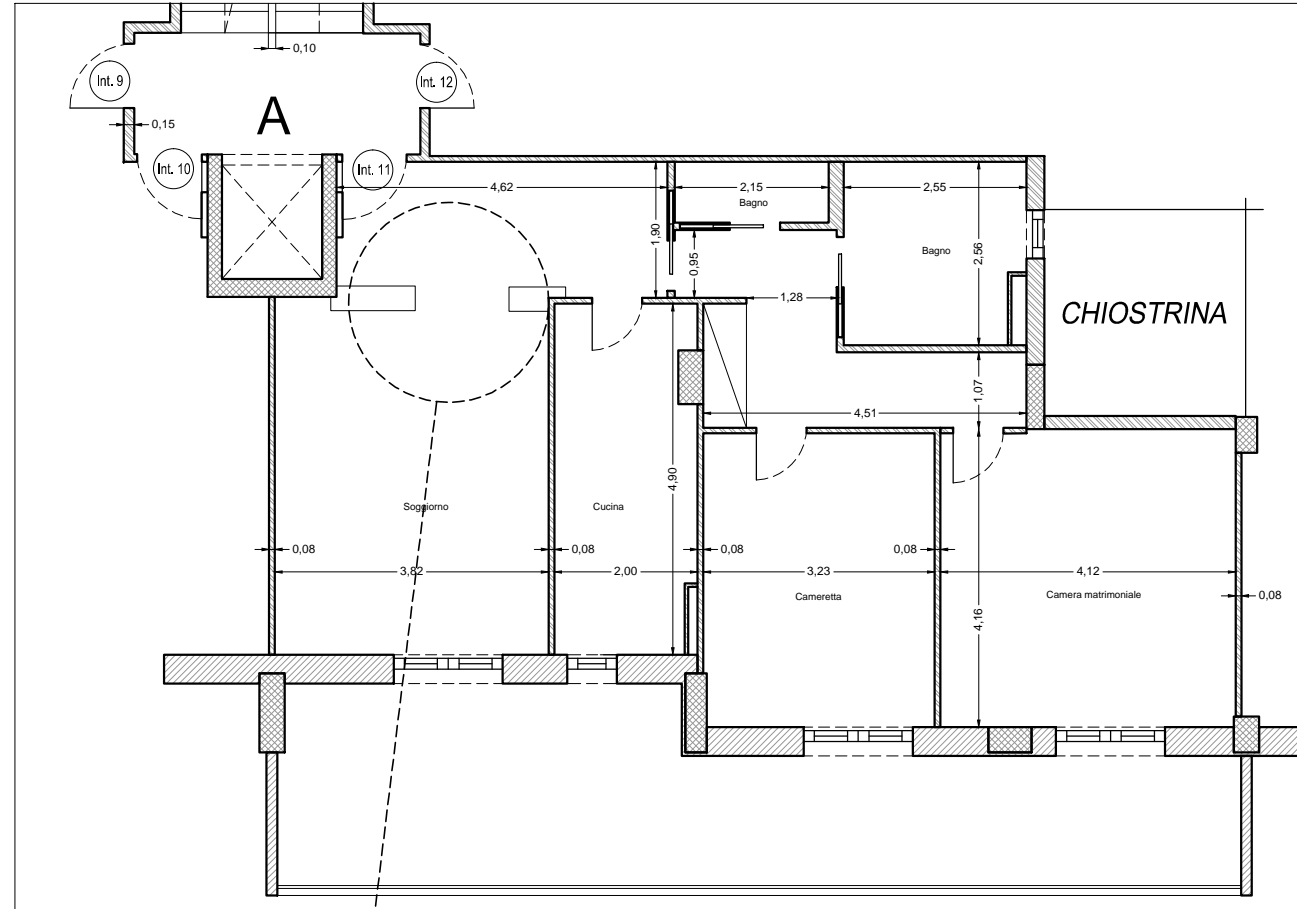 0,10
Int. 9
Int. 12
A
0,15
Int. 10
Int. 11
4,62
2,15
2,55
Bagno
1,90
0,95
Bagno
2,56
1,28
CHIOSTRINA
1,07
4,51
4,90
Soggiorno
Cucina
0,08
0,08
0,08
0,08
3,82
2,00
3,23
4,12
Cameretta
Camera matrimoniale
0,08
4,16